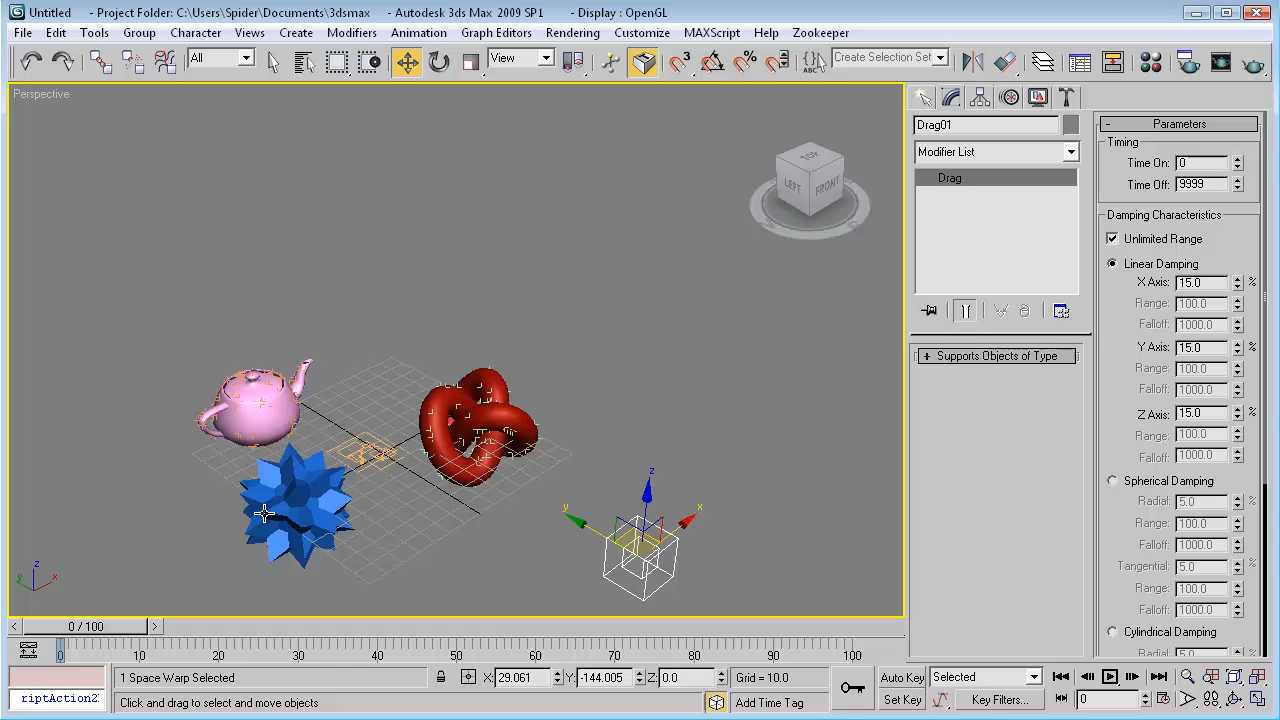 Untitled - Project Folder: C:\Users\Spider\Documents\3dsmax - Autodesk 3ds Max 2009 SP1 - Display : OpenGL
File Edit Tools Group Character Views Create Modifiers Animation Graph Editors Rendering Customize MAXScript Help Zookeeper
All View Create Selection Set
Perspective
TOP
LEFT FRONT
Drag01
Modifier List
Drag
+ Supports Objects of Type
- Parameters
Timing
Time On: 0
Time Off: 9999
Damping Characteristics
Unlimited Range
Linear Damping
X Axis: 15.0 %
Range: 100.0
Falloff: 1000.0
Y Axis: 15.0 %
Range: 100.0
Falloff: 1000.0
Z Axis: 15.0 %
Range: 100.0
Falloff: 1000.0
Spherical Damping
Radial: 5.0 %
Range: 100.0
Falloff: 1000.0
Tangential: 5.0 %
Range: 100.0
Falloff: 1000.0
Cylindrical Damping
Radial: 5.0 %
z
y x
z
y x
< 0 / 100 >
0 10 20 30 40 50 60 70 80 90 100
1 Space Warp Selected X: 29.061 Y: -144.005 Z: 0.0 Grid = 10.0 Auto Key Selected
riptAction2 Click and drag to select and move objects Add Time Tag Set Key Key Filters... 0